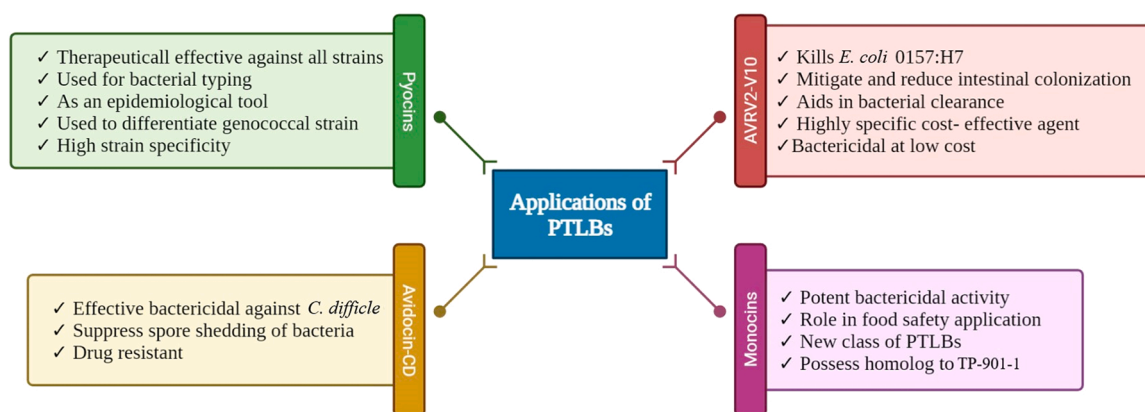 Pyocins
✓ Therapeuticall effective against all strains
✓ Used for bacterial typing
✓ As an epidemiological tool
✓ Used to differentiate genococcal strain
✓ High strain specificity
AVRV2-V10
✓ Kills E. coli 0157:H7
✓ Mitigate and reduce intestinal colonization
✓ Aids in bacterial clearance
✓ Highly specific cost- effective agent
✓Bactericidal at low cost
Applications of
PTLBs
Avidocin-CD
✓ Effective bactericidal against C. difficle
✓ Suppress spore shedding of bacteria
✓ Drug resistant
Monocins
✓ Potent bactericidal activity
✓ Role in food safety application
✓ New class of PTLBs
✓ Possess homolog to TP-901-1